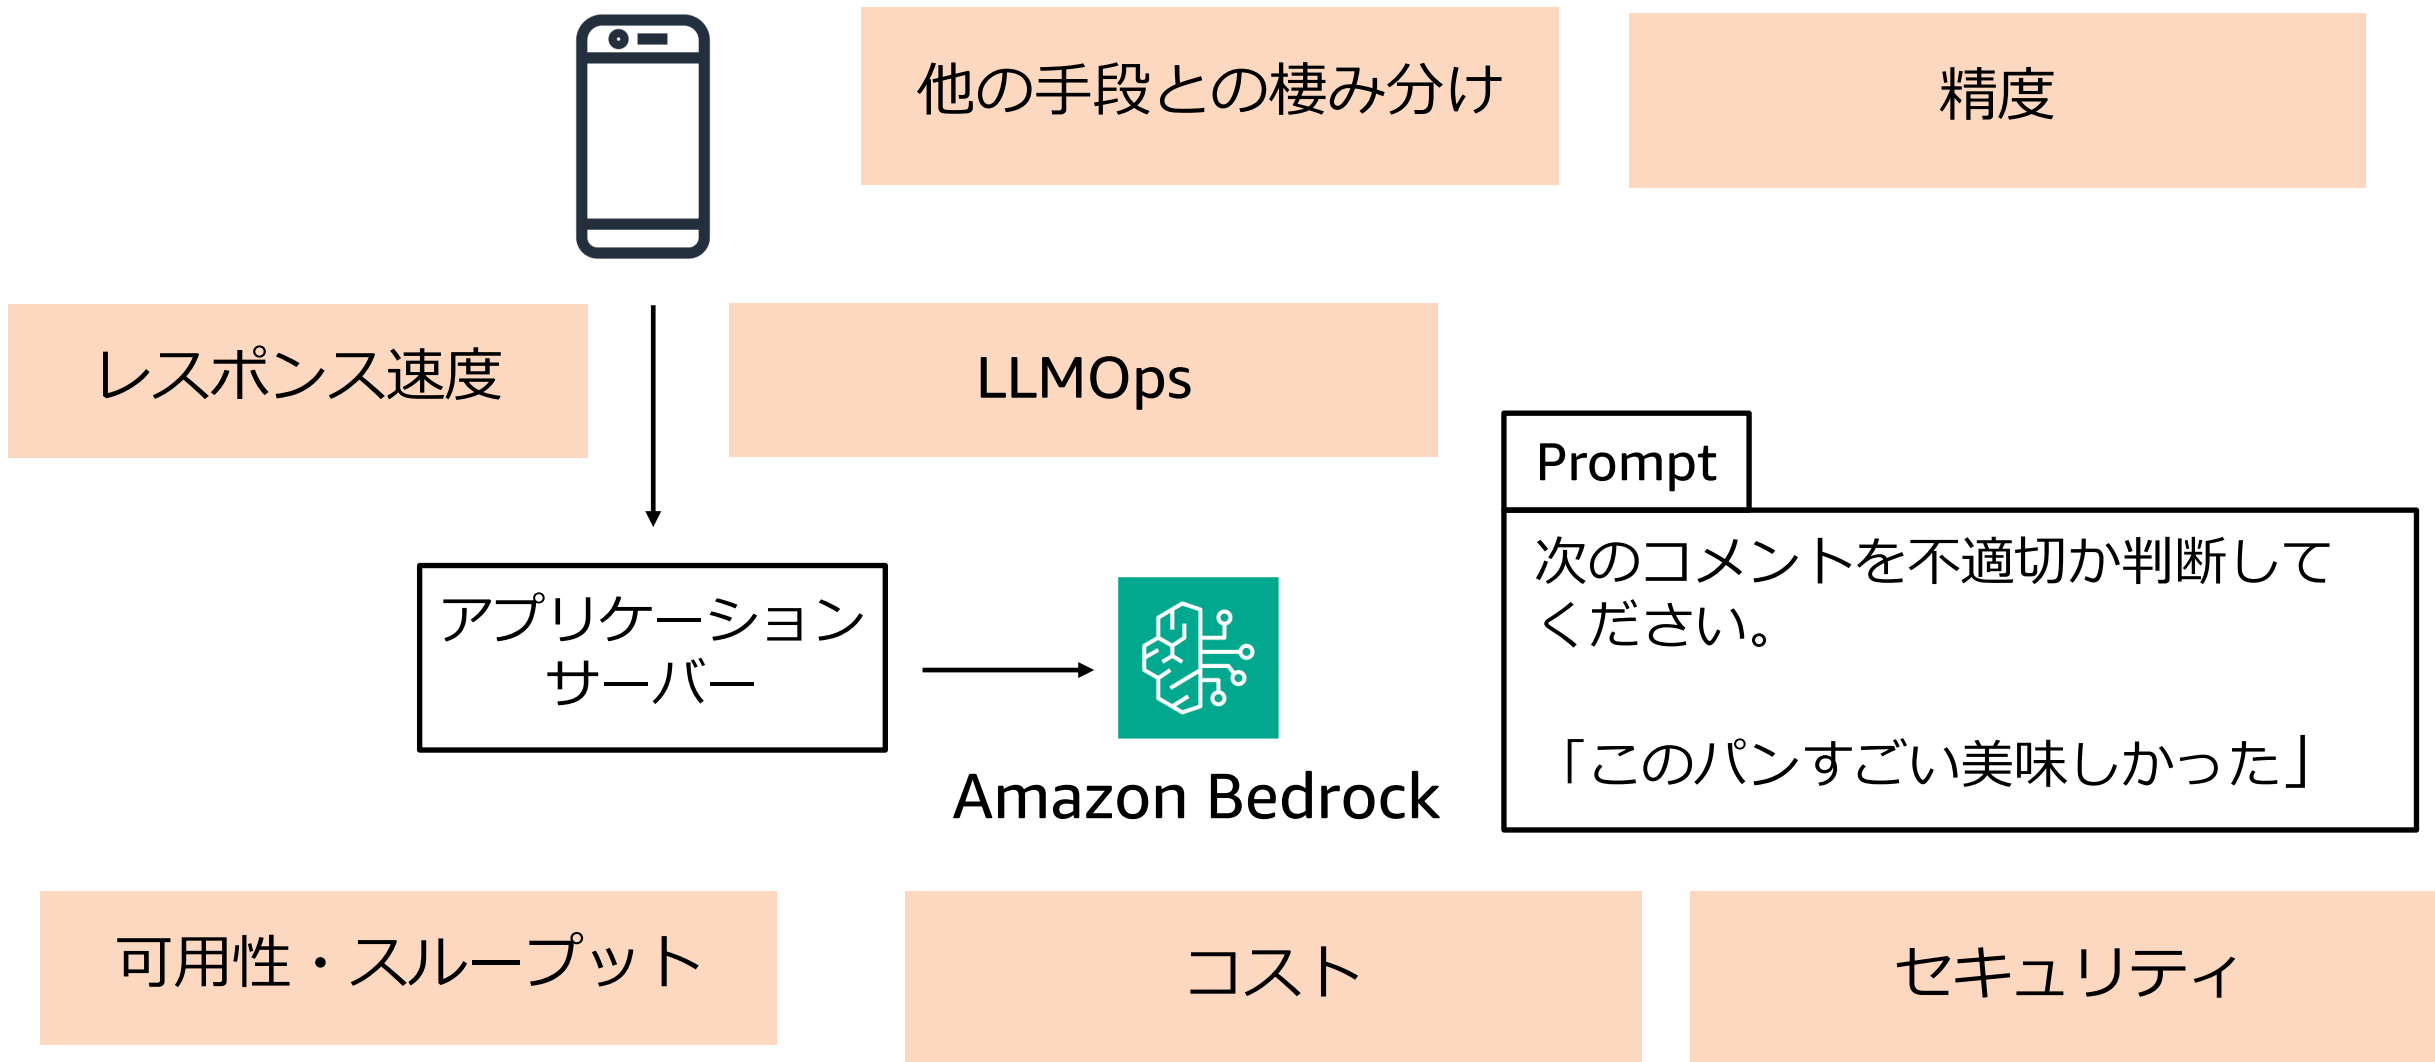 他の手段との棲み分け
精度
レスポンス速度
LLMOps
Prompt
次のコメントを不適切か判断して
ください。
「このパンすごい美味しかった」
アプリケーション
サーバー
Amazon Bedrock
可用性・スループット
コスト
セキュリティ